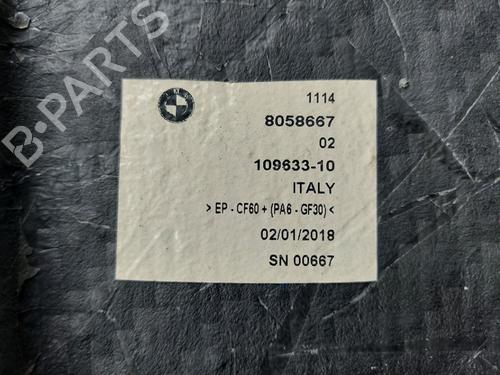 B-PARTS
1114
8058667
02
109633-10
ITALY
> EP - CF60 + (PA6 - GF30) <
02/01/2018
SN 00667